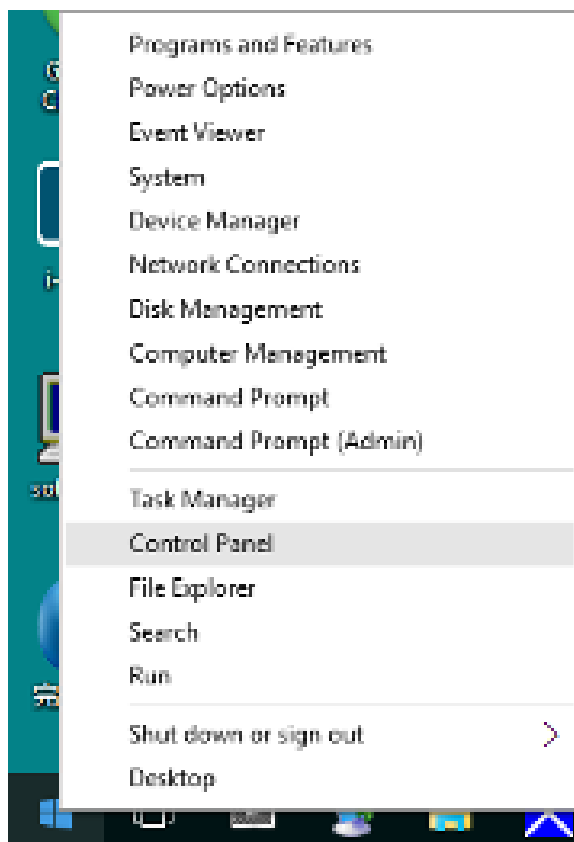 Programs and Features
Power Options
Event Viewer
System
Device Manager
Network Connections
Disk Management
Computer Management
Command Prompt
Command Prompt (Admin)
Task Manager
Control Panel
File Explorer
Search
Run
Shut down or sign out
Desktop